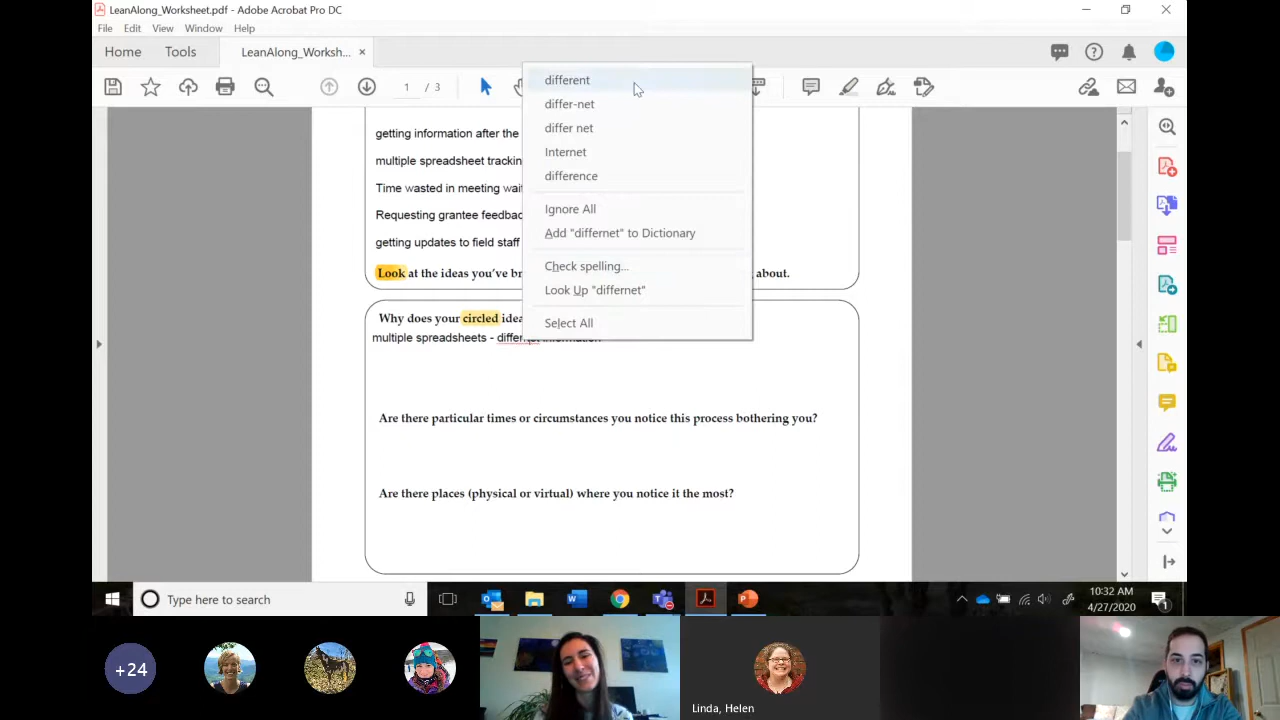 LeanAlong_Worksheet.pdf - Adobe Acrobat Pro DC
File Edit View Window Help
Home Tools LeanAlong_Worksh... ×
1 / 3
getting information after the
multiple spreadsheet trackin
Time wasted in meeting wai
Requesting grantee feedbac
getting updates to field staff
Look at the ideas you've br
about.
different
differ-net
differ net
Internet
difference
Ignore All
Add "differnet" to Dictionary
Check spelling...
Look Up "differnet"
Select All
Why does your circled idea
multiple spreadsheets - differnet information
Are there particular times or circumstances you notice this process bothering you?
Are there places (physical or virtual) where you notice it the most?
Type here to search
10:32 AM
4/27/2020
1
+24
Linda, Helen